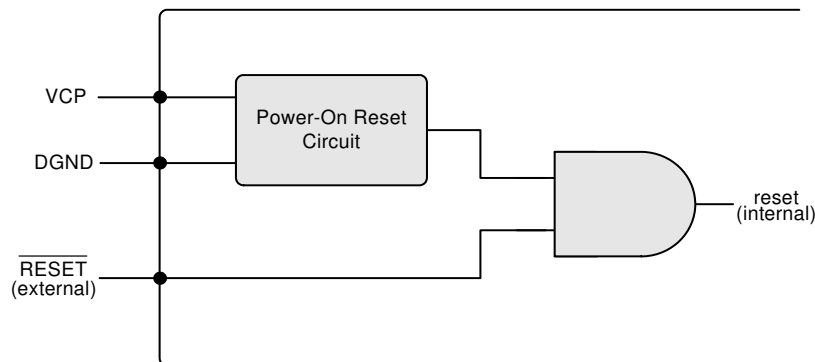 VCP
Power-On Reset
Circuit
DGND
reset
(internal)
RESET
(external)